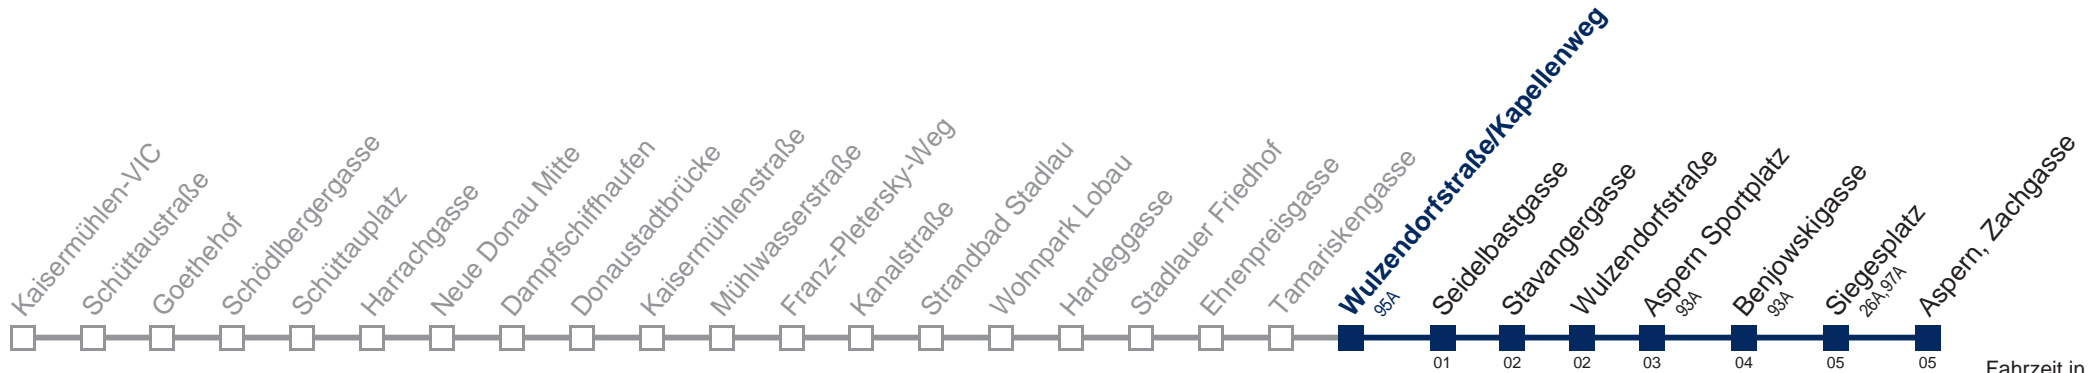 Kaisermühlen-VIC
Schüttaustraße
Goethehof
Schödlbergergasse
Schüttauplatz
Harrachgasse
Neue Donau Mitte
Dampfschiffhaufen
Donaustadtbrücke
Kaisermühlenstraße
Mühlwasserstraße
Franz-Pletersky-Weg
Kanalstraße
Strandbad Stadlau
Wohnpark Lobau
Hardeggasse
Stadlauer Friedhof
Ehrenpreisgasse
Tamariskengasse
Wulzendorfstraße/Kapellenweg
95A
Seidelbastgasse
Stavangergasse
Wulzendorfstraße
Aspern Sportplatz
93A
Benjowskigasse
93A
Siegesplatz
26A,97A
Aspern, Zachgasse
01 02 02 03 04 05 05
Fahrzeit in